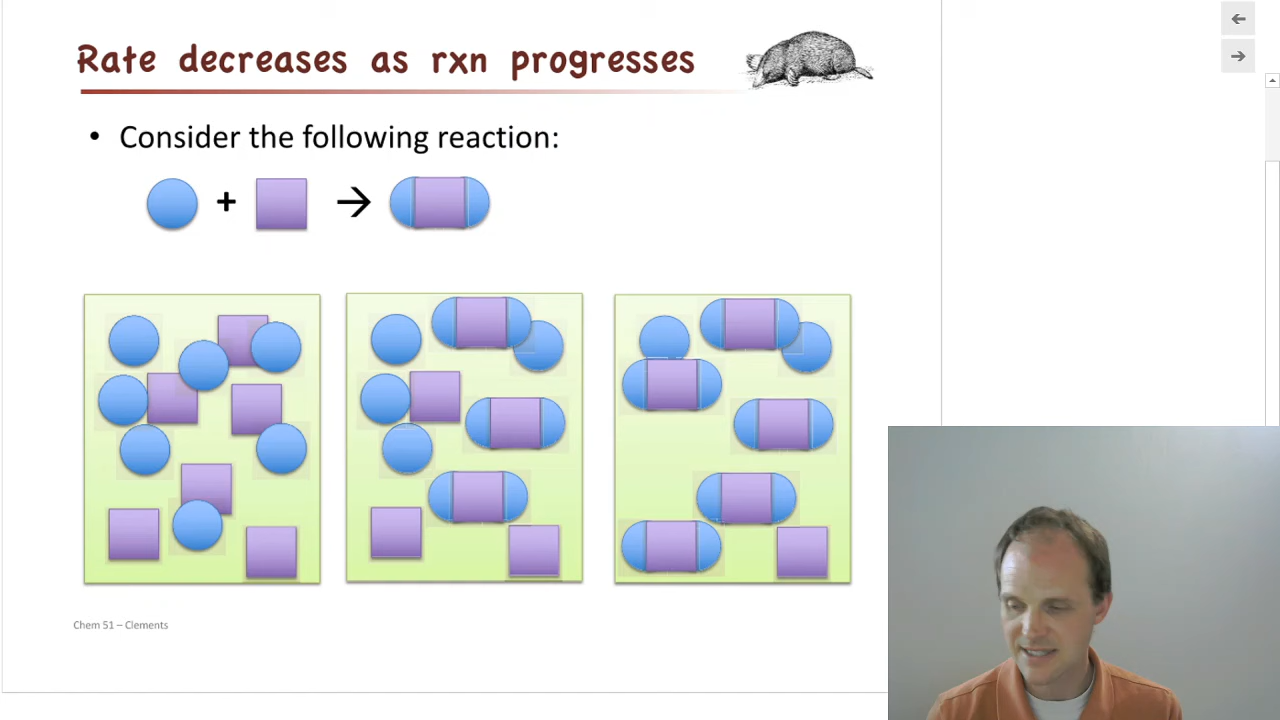 Rate decreases as rxn progresses
• Consider the following reaction:
+ →
Chem 51 – Clements